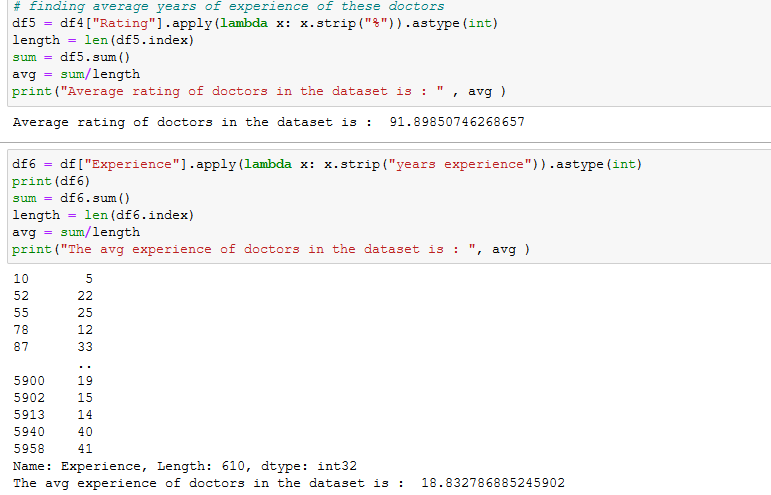 # finding average years of experience of these doctors
df5 = df4["Rating"].apply(lambda x: x.strip("%")).astype(int)
length = len(df5.index)
sum = df5.sum()
avg = sum/length
print("Average rating of doctors in the dataset is : " , avg )
Average rating of doctors in the dataset is :  91.89850746268657
df6 = df["Experience"].apply(lambda x: x.strip("years experience")).astype(int)
print(df6)
sum = df6.sum()
length = len(df6.index)
avg = sum/length
print("The avg experience of doctors in the dataset is : ", avg )
10       5
52      22
55      25
78      12
87      33
        ..
5900    19
5902    15
5913    14
5940    40
5958    41
Name: Experience, Length: 610, dtype: int32
The avg experience of doctors in the dataset is :  18.832786885245902